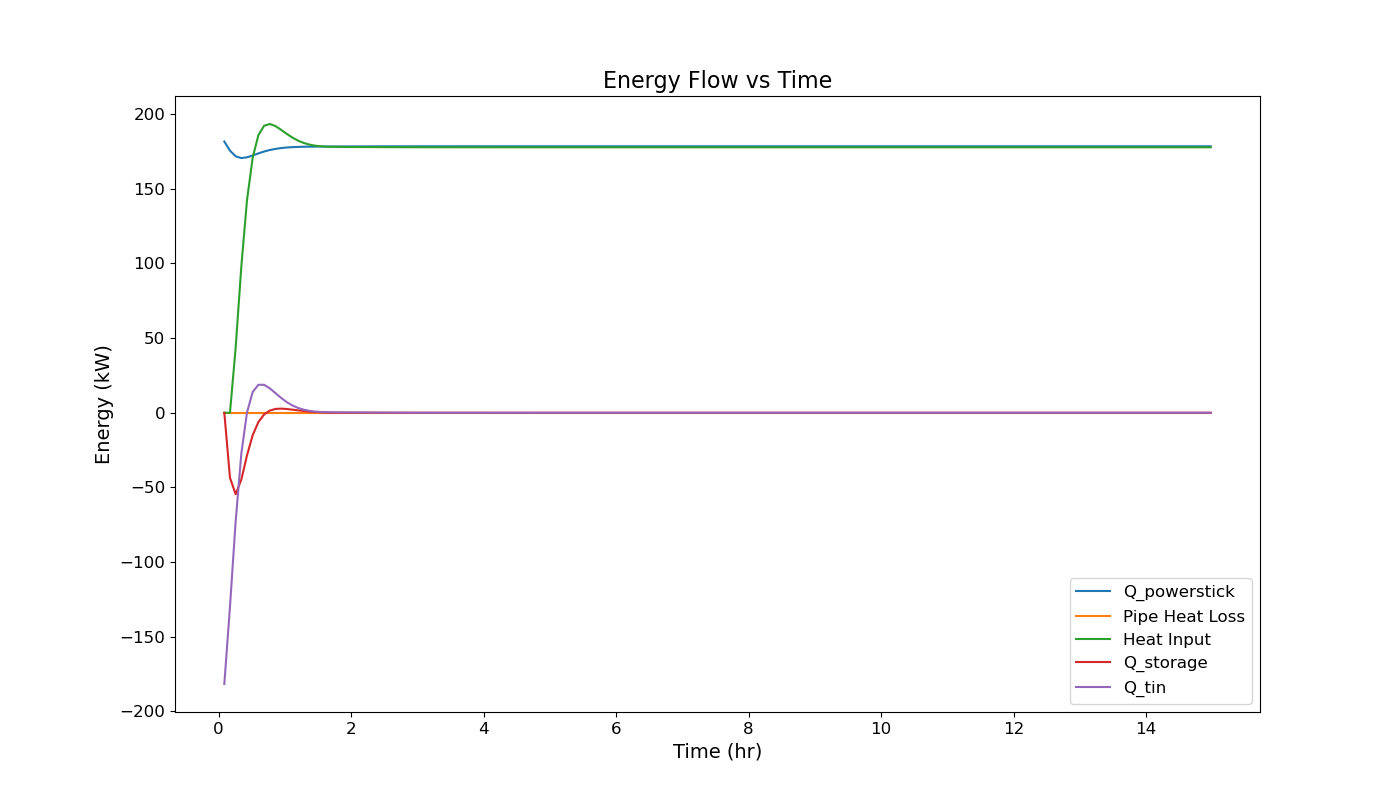 Energy Flow vs Time
Energy (kW)
200
150
100
50
0
−50
−100
−150
−200
0 2 4 6 8 10 12 14
Time (hr)
Q_powerstick
Pipe Heat Loss
Heat Input
Q_storage
Q_tin